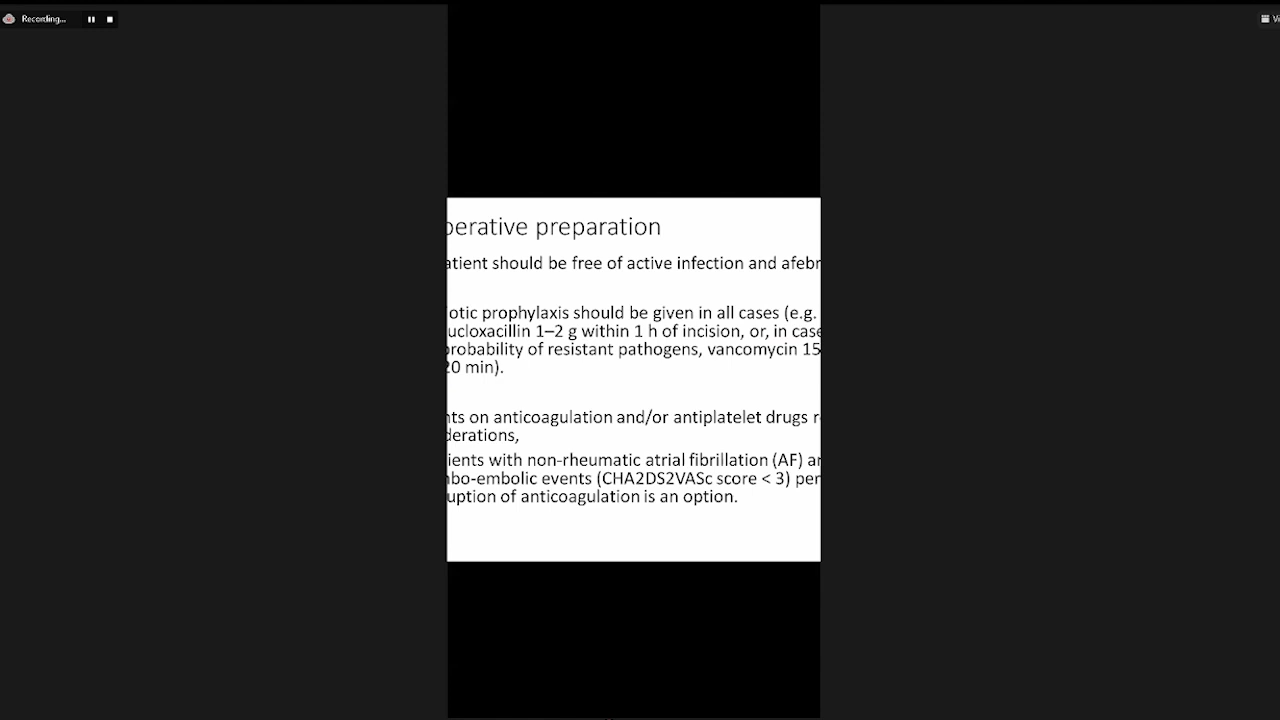 Recording...
perative preparation
atient should be free of active infection and afebr
iotic prophylaxis should be given in all cases (e.g.
ucloxacillin 1–2 g within 1 h of incision, or, in case
probability of resistant pathogens, vancomycin 15
20 min).
nts on anticoagulation and/or antiplatelet drugs r
derations,
ients with non-rheumatic atrial fibrillation (AF) an
mbo-embolic events (CHA2DS2VASc score < 3) per
uption of anticoagulation is an option.